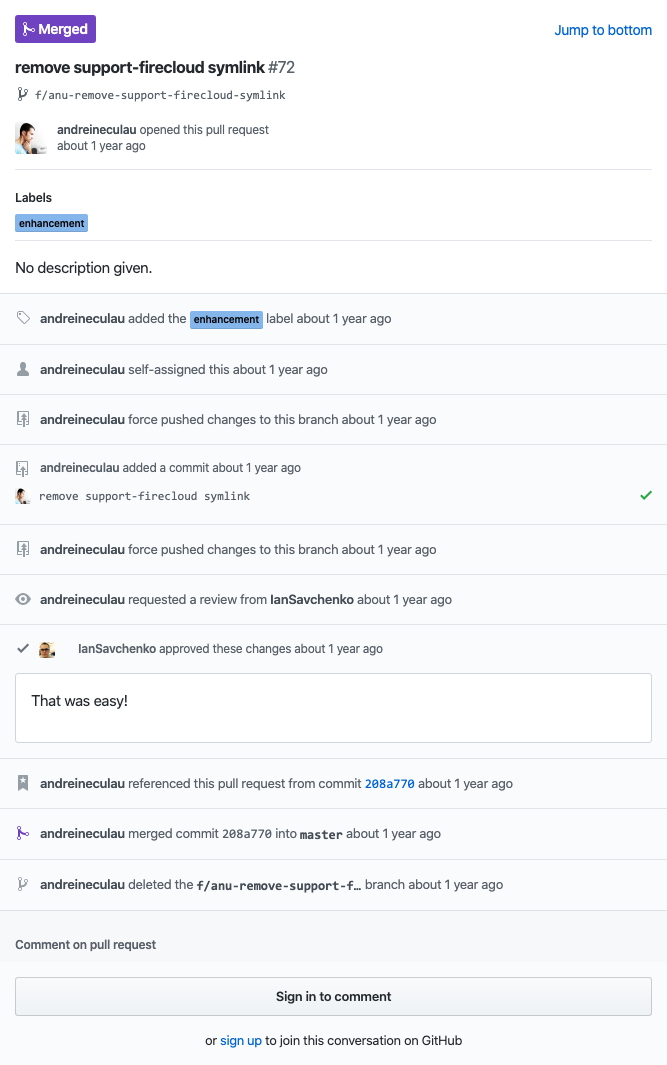 Merged
Jump to bottom
remove support-firecloud symlink #72
f/anu-remove-support-firecloud-symlink
andreineculau opened this pull request
about 1 year ago
Labels
enhancement
No description given.
andreineculau added the enhancement label about 1 year ago
andreineculau self-assigned this about 1 year ago
andreineculau force pushed changes to this branch about 1 year ago
andreineculau added a commit about 1 year ago
remove support-firecloud symlink
andreineculau force pushed changes to this branch about 1 year ago
andreineculau requested a review from IanSavchenko about 1 year ago
IanSavchenko approved these changes about 1 year ago
That was easy!
andreineculau referenced this pull request from commit 208a770 about 1 year ago
andreineculau merged commit 208a770 into master about 1 year ago
andreineculau deleted the f/anu-remove-support-f… branch about 1 year ago
Comment on pull request
Sign in to comment
or sign up to join this conversation on GitHub